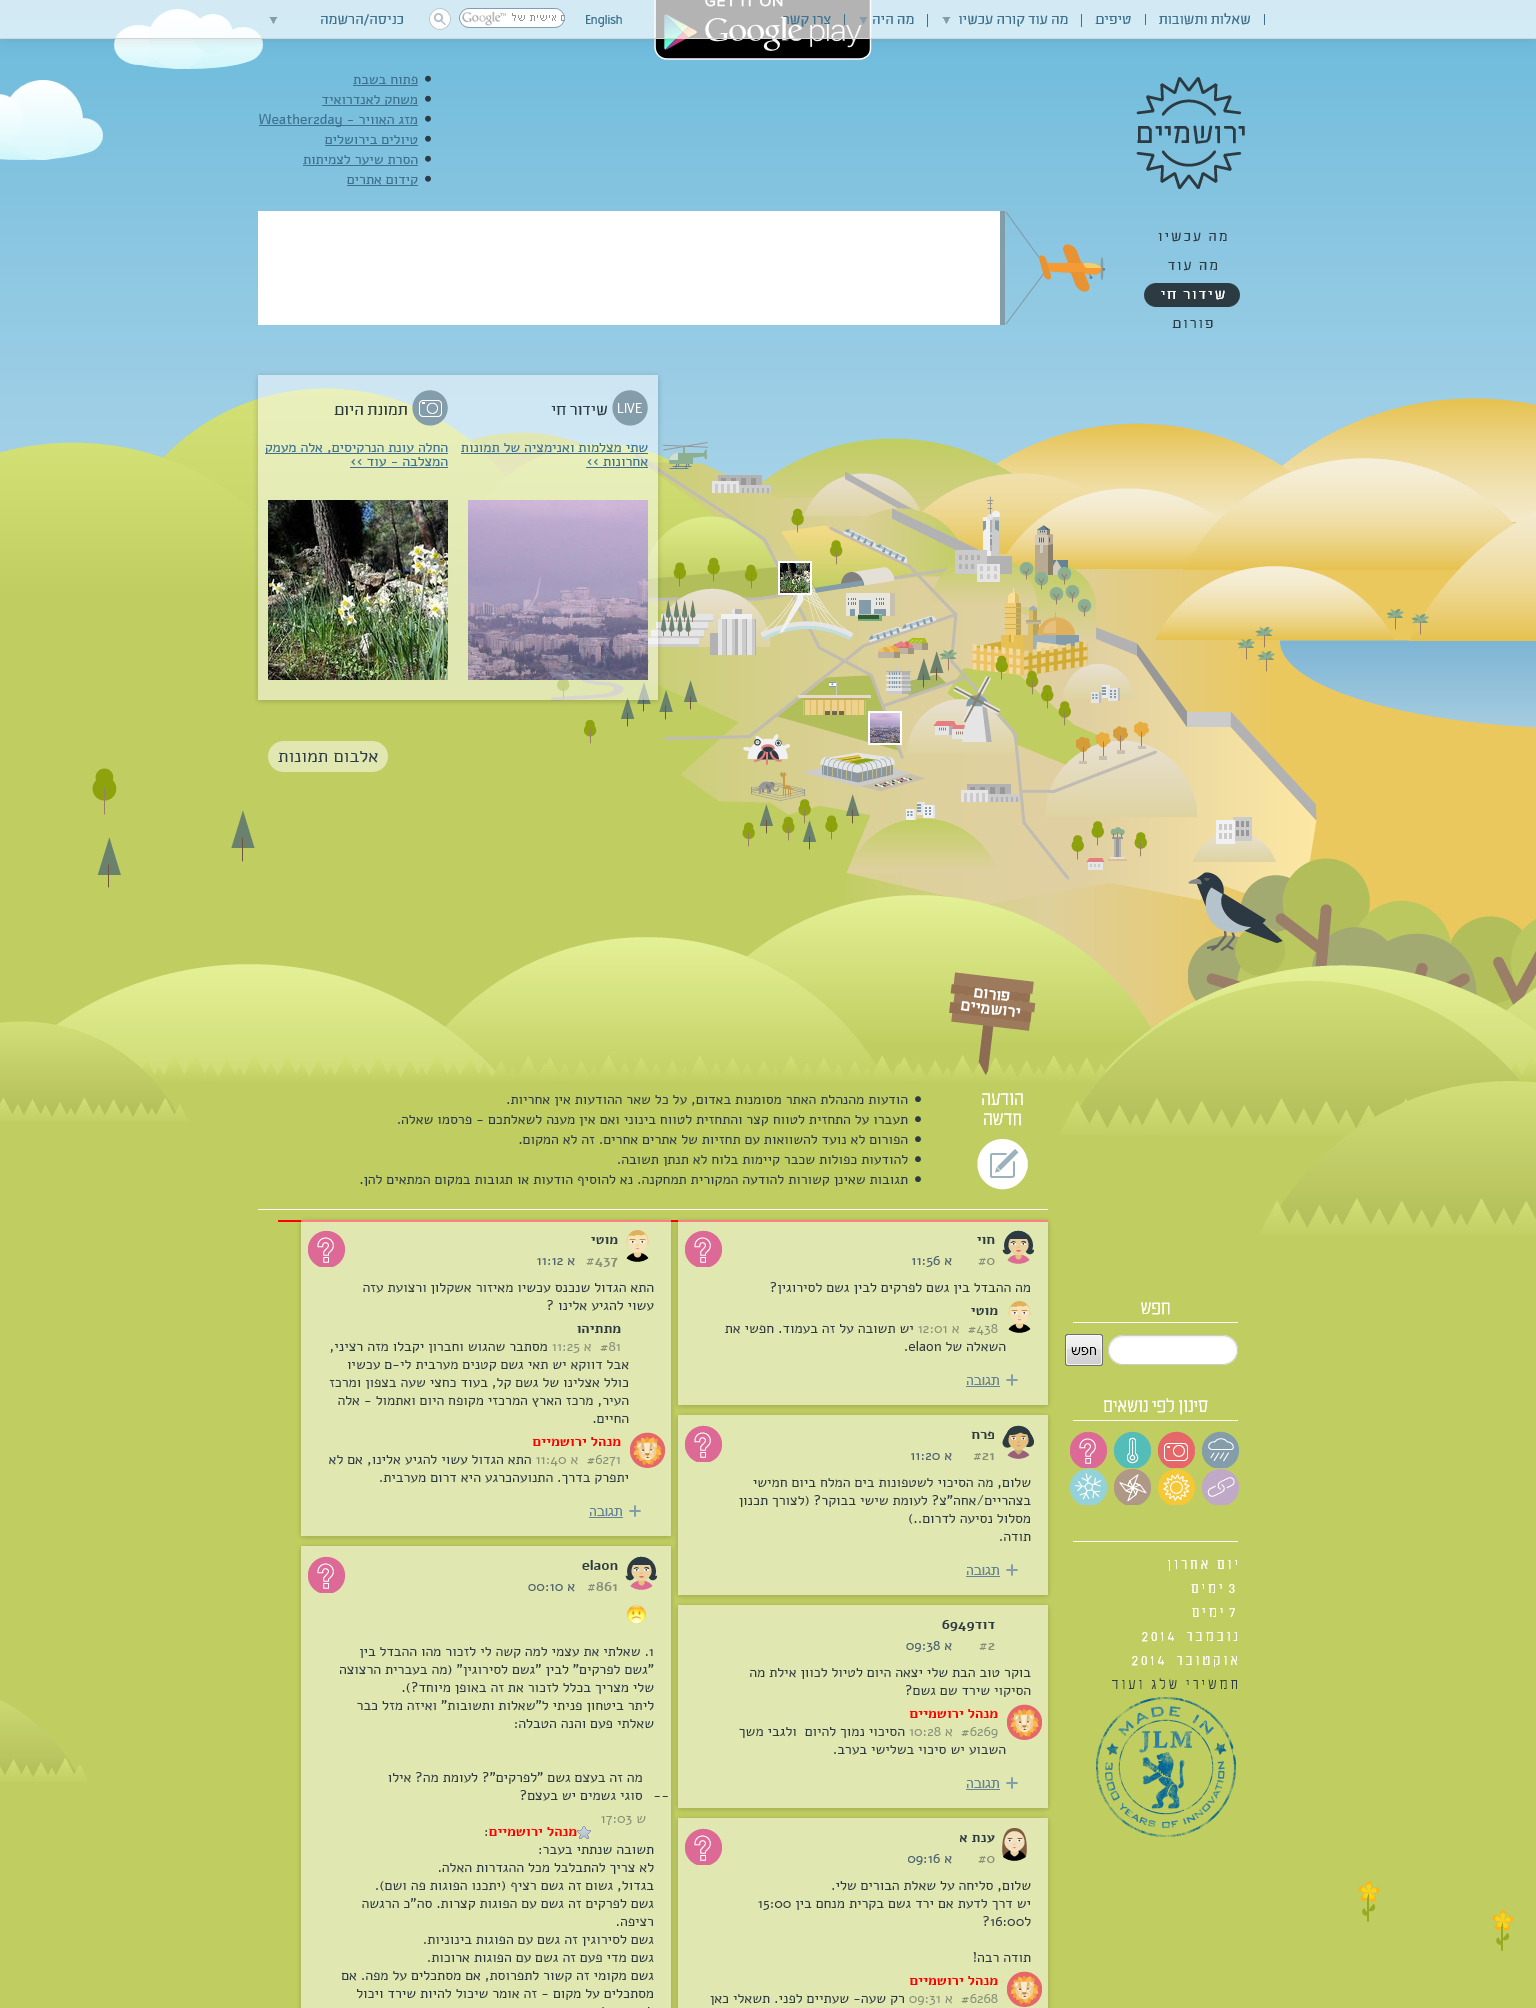 שאלות ותשובות
טיפים
מה עוד קורה עכשיו
מה היה
צרו קשר
GET IT ON
Google play
English
כניסה/הרשמה
פתוח בשבת
משחק לאנדרואיד
מזג האוויר - Weather2day
טיולים בירושלים
הסרת שיער לצמיתות
קידום אתרים
ירושמיים
מה עכשיו
מה עוד
שידור חי
פורום
LIVE שידור חי
שתי מצלמות ואנימציה של תמונות
אחרונות >>
תמונת היום
החלה עונת הנרקיסים, אלה מעמק
המצלבה - עוד >>
אלבום תמונות
פורום
ירושמיים
הודעה
חדשה
הודעות מהנהלת האתר מסומנות באדום, על כל שאר ההודעות אין אחריות.
תעברו על התחזית לטווח קצר והתחזית לטווח בינוני ואם אין מענה לשאלתכם - פרסמו שאלה.
הפורום לא נועד להשוואות עם תחזיות של אתרים אחרים. זה לא המקום.
להודעות כפולות שכבר קיימות בלוח לא תנתן תשובה.
תגובות שאינן קשורות להודעה המקורית תמחקנה. נא להוסיף הודעות או תגובות במקום המתאים להן.
חוי
#0 א 11:56
מה ההבדל בין גשם לפרקים לבין גשם לסירוגין?
מוטי
#438 א 12:01 יש תשובה על זה בעמוד. חפשי את
השאלה של elaon.
+ תגובה
פרח
#21 א 11:20
שלום, מה הסיכוי לשטפונות בים המלח ביום חמישי
בצהריים/אחה"צ? לעומת שישי בבוקר? (לצורך תכנון
מסלול נסיעה לדרום..)
תודה.
+ תגובה
דוד6949
#2 א 09:38
בוקר טוב הבת שלי יצאה היום לטיול לכוון אילת מה
הסיקוי שירד שם גשם?
מנהל ירושמיים
#6269 א 10:28 הסיכוי נמוך להיום ולגבי משך
השבוע יש סיכוי בשלישי בערב.
+ תגובה
ענת א
#0 א 09:16
שלום, סליחה על שאלת הבורים שלי.
יש דרך לדעת אם ירד גשם בקרית מנחם בין 15:00
ל16:00?
תודה רבה!
מנהל ירושמיים
#6268 א 09:31 רק שעה- שעתיים לפני. תשאלי כאן
מוטי
#437 א 11:12
התא הגדול שנכנס עכשיו מאיזור אשקלון ורצועת עזה
עשוי להגיע אלינו ?
מתתיהו
#81 א 11:25 מסתבר שהגוש וחברון יקבלו מזה רציני,
אבל דווקא יש תאי גשם קטנים מערבית לי-ם עכשיו
כולל אצלינו של גשם קל, בעוד כחצי שעה בצפון ומרכז
העיר, מרכז הארץ המרכזי מקופח היום ואתמול - אלה
החיים.
מנהל ירושמיים
#6271 א 11:40 התא הגדול עשוי להגיע אלינו, אם לא
יתפרק בדרך. התנועהכרגע היא דרום מערבית.
+ תגובה
elaon
#861 א 00:10
1. שאלתי את עצמי למה קשה לי לזכור מהו ההבדל בין
"גשם לפרקים" לבין "גשם לסירוגין" (מה בעברית הרצוצה
שלי מצריך בכלל לזכור את זה באופן מיוחד?).
ליתר ביטחון פניתי ל"שאלות ותשובות" ואיזה מזל כבר
שאלתי פעם והנה הטבלה:
מה זה בעצם גשם "לפרקים"? לעומת מה? אילו
-- סוגי גשמים יש בעצם?
ש 17:03
מנהל ירושמיים:
תשובה שנתתי בעבר:
לא צריך להתבלבל מכל ההגדרות האלה.
בגדול, גשום זה גשם רציף (יתכנו הפוגות פה ושם).
גשם לפרקים זה גשם עם הפוגות קצרות. סה"כ הרגשה
רציפה.
גשם לסירוגין זה גשם עם הפוגות בינוניות.
גשם מדי פעם זה גשם עם הפוגות ארוכות.
גשם מקומי זה קשור לתפרוסת, אם מסתכלים על מפה. אם
מסתכלים על מקום - זה אומר שיכול להיות שירד ויכול
חפש
חפש
סינון לפי נושאים
יום אחרון
3 ימים
7 ימים
נובמבר 2014
אוקטובר 2014
תמשירי שלג ועוד
MADE IN
JLM
3000 YEARS OF INNOVATION